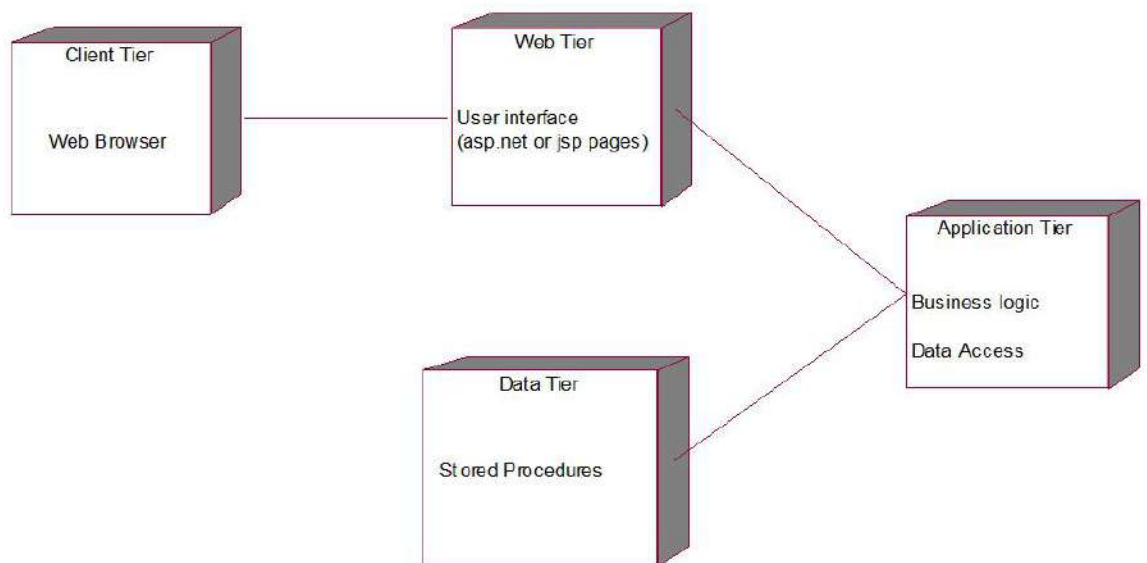 Client Tier
Web Browser
Web Tier
User interface
(asp.net or jsp pages)
Application Tier
Business logic
Data Access
Data Tier
Stored Procedures